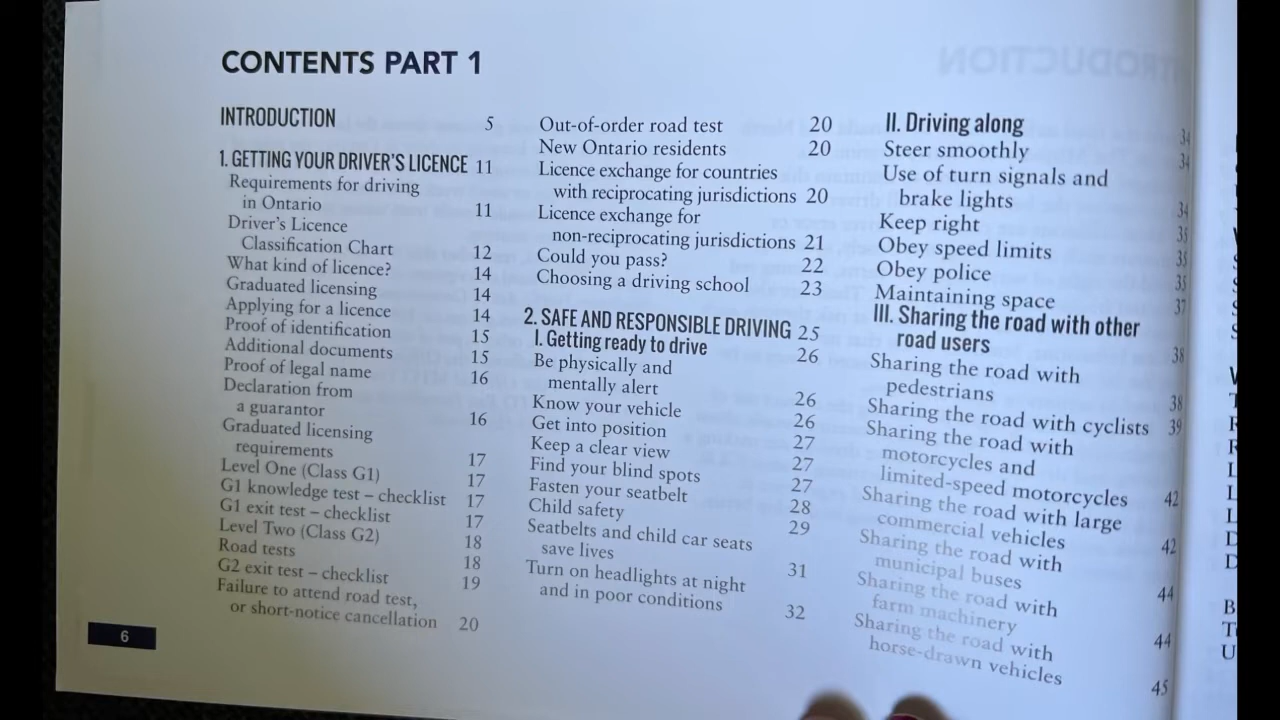 CONTENTS PART 1
INTRODUCTION 5
1. GETTING YOUR DRIVER'S LICENCE 11
Requirements for driving
in Ontario 11
Driver's Licence
Classification Chart 12
What kind of licence? 14
Graduated licensing 14
Applying for a licence 14
Proof of identification 15
Additional documents 15
Proof of legal name 16
Declaration from
a guarantor 16
Graduated licensing
requirements 17
Level One (Class G1) 17
G1 knowledge test – checklist 17
G1 exit test – checklist 17
Level Two (Class G2) 18
Road tests 18
G2 exit test – checklist 19
Failure to attend road test,
or short-notice cancellation 20
6
Out-of-order road test 20
New Ontario residents 20
Licence exchange for countries
with reciprocating jurisdictions 20
Licence exchange for
non-reciprocating jurisdictions 21
Could you pass? 22
Choosing a driving school 23
2. SAFE AND RESPONSIBLE DRIVING 25
I. Getting ready to drive 26
Be physically and
mentally alert 26
Know your vehicle 26
Get into position 27
Keep a clear view 27
Find your blind spots 27
Fasten your seatbelt 28
Child safety 29
Seatbelts and child car seats
save lives 31
Turn on headlights at night
and in poor conditions 32
II. Driving along 34
Steer smoothly 34
Use of turn signals and
brake lights 34
Keep right 35
Obey speed limits 35
Obey police 35
Maintaining space 37
III. Sharing the road with other
road users 38
Sharing the road with
pedestrians 38
Sharing the road with cyclists 39
Sharing the road with
motorcycles and
limited-speed motorcycles 42
Sharing the road with large
commercial vehicles 42
Sharing the road with
municipal buses 44
Sharing the road with
farm machinery 44
Sharing the road with
horse-drawn vehicles 45